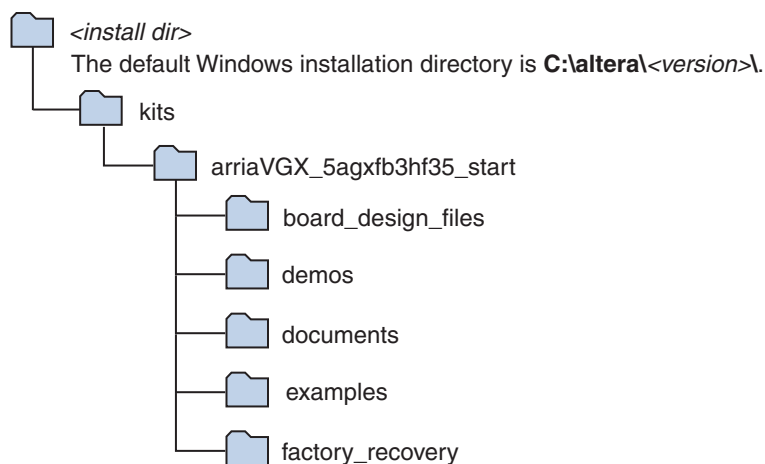 <install dir>
The default Windows installation directory is C:\altera\<version>\.
kits
arriaVGX_5agxfb3hf35_start
board_design_files
demos
documents
examples
factory_recovery